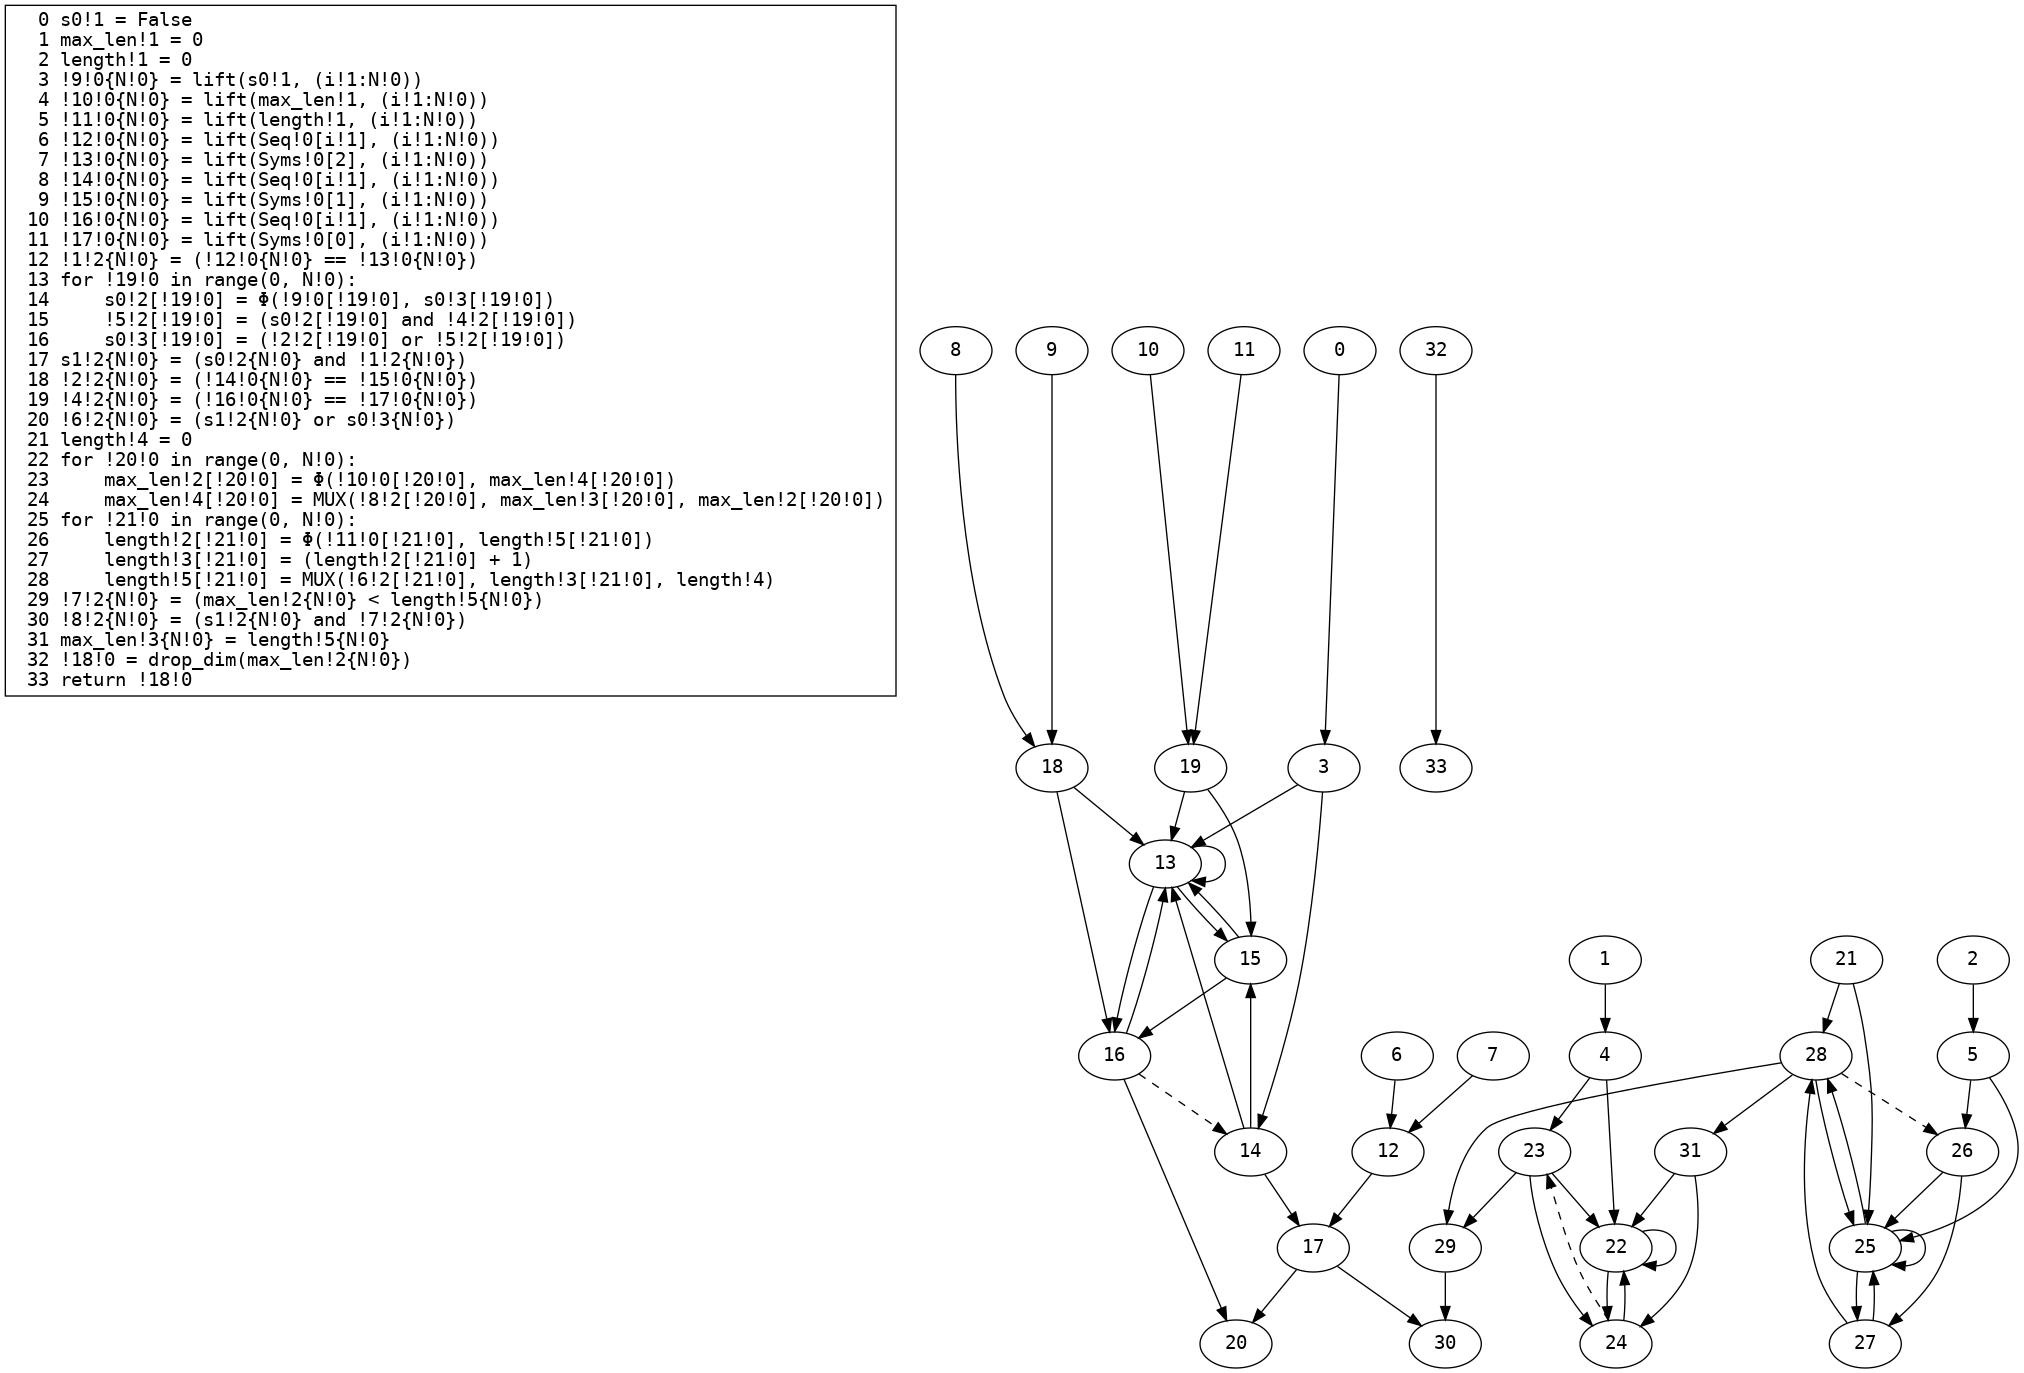 0 s0!1 = False
1 max_len!1 = 0
2 length!1 = 0
3 !9!0{N!0} = lift(s0!1, (i!1:N!0))
4 !10!0{N!0} = lift(max_len!1, (i!1:N!0))
5 !11!0{N!0} = lift(length!1, (i!1:N!0))
6 !12!0{N!0} = lift(Seq!0[i!1], (i!1:N!0))
7 !13!0{N!0} = lift(Syms!0[2], (i!1:N!0))
8 !14!0{N!0} = lift(Seq!0[i!1], (i!1:N!0))
9 !15!0{N!0} = lift(Syms!0[1], (i!1:N!0))
10 !16!0{N!0} = lift(Seq!0[i!1], (i!1:N!0))
11 !17!0{N!0} = lift(Syms!0[0], (i!1:N!0))
12 !1!2{N!0} = (!12!0{N!0} == !13!0{N!0})
13 for !19!0 in range(0, N!0):
14     s0!2[!19!0] = Φ(!9!0[!19!0], s0!3[!19!0])
15     !5!2[!19!0] = (s0!2[!19!0] and !4!2[!19!0])
16     s0!3[!19!0] = (!2!2[!19!0] or !5!2[!19!0])
17 s1!2{N!0} = (s0!2{N!0} and !1!2{N!0})
18 !2!2{N!0} = (!14!0{N!0} == !15!0{N!0})
19 !4!2{N!0} = (!16!0{N!0} == !17!0{N!0})
20 !6!2{N!0} = (s1!2{N!0} or s0!3{N!0})
21 length!4 = 0
22 for !20!0 in range(0, N!0):
23     max_len!2[!20!0] = Φ(!10!0[!20!0], max_len!4[!20!0])
24     max_len!4[!20!0] = MUX(!8!2[!20!0], max_len!3[!20!0], max_len!2[!20!0])
25 for !21!0 in range(0, N!0):
26     length!2[!21!0] = Φ(!11!0[!21!0], length!5[!21!0])
27     length!3[!21!0] = (length!2[!21!0] + 1)
28     length!5[!21!0] = MUX(!6!2[!21!0], length!3[!21!0], length!4)
29 !7!2{N!0} = (max_len!2{N!0} < length!5{N!0})
30 !8!2{N!0} = (s1!2{N!0} and !7!2{N!0})
31 max_len!3{N!0} = length!5{N!0}
32 !18!0 = drop_dim(max_len!2{N!0})
33 return !18!0
8 9 10 11 0 32
18 19 3 33
13
15 1 21 2
16 6 7 4 28 5
14 12 23 31 26
17 29 22 25
20 30 24 27